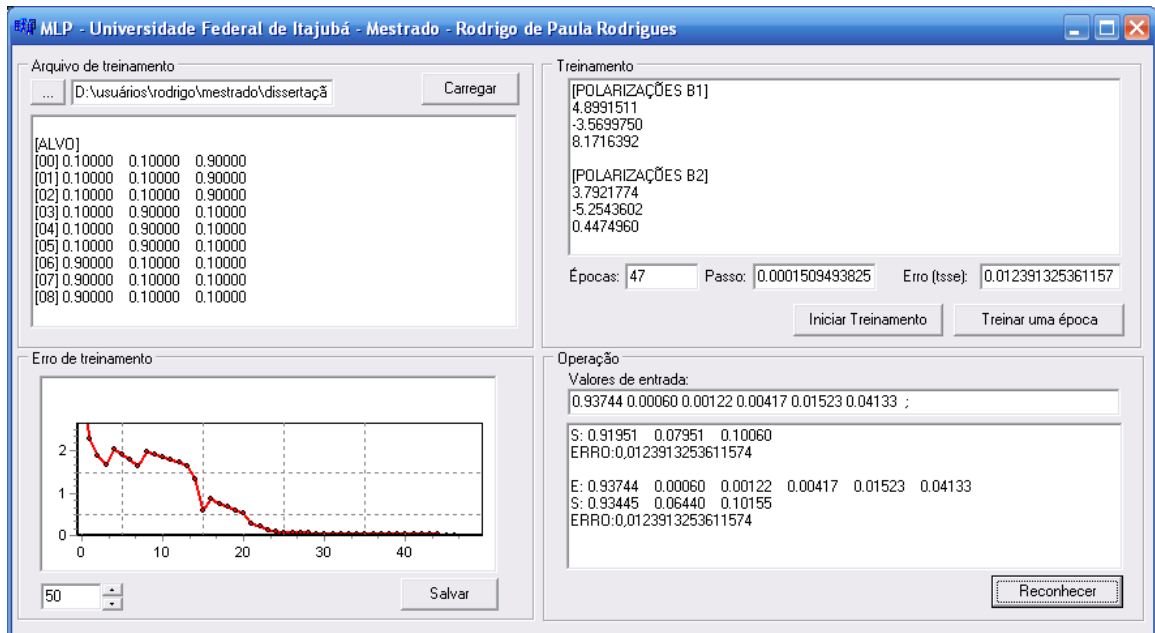 MLP - Universidade Federal de Itajubá - Mestrado - Rodrigo de Paula Rodrigues
Arquivo de treinamento
... D:\usuários\rodrigo\mestrado\dissertaçã Carregar
[ALVO]
[00] 0.10000 0.10000 0.90000
[01] 0.10000 0.10000 0.90000
[02] 0.10000 0.10000 0.90000
[03] 0.10000 0.90000 0.10000
[04] 0.10000 0.90000 0.10000
[05] 0.10000 0.90000 0.10000
[06] 0.90000 0.10000 0.10000
[07] 0.90000 0.10000 0.10000
[08] 0.90000 0.10000 0.10000
Treinamento
[POLARIZAÇÕES B1]
4.8991511
-3.5699750
8.1716392
[POLARIZAÇÕES B2]
3.7921774
-5.2543602
0.4474960
Épocas: 47 Passo: 0.0001509493825 Erro (tsse): 0.012391325361157
Iniciar Treinamento Treinar uma época
Erro de treinamento
2
1
0
0 10 20 30 40
50 Salvar
Operação
Valores de entrada:
0.93744 0.00060 0.00122 0.00417 0.01523 0.04133 ;
S: 0.91951 0.07951 0.10060
ERRO:0,0123913253611574
E: 0.93744 0.00060 0.00122 0.00417 0.01523 0.04133
S: 0.93445 0.06440 0.10155
ERRO:0,0123913253611574
Reconhecer